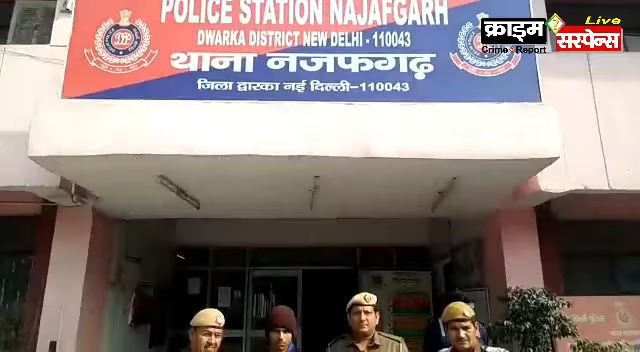 POLICE STATION NAJAFGARH
DWARKA DISTRICT NEW DELHI - 110043
थाना नजफगढ़
जिला द्वारका नई दिल्ली-110043
क्राइम Live
Crime Report सस्पेन्स